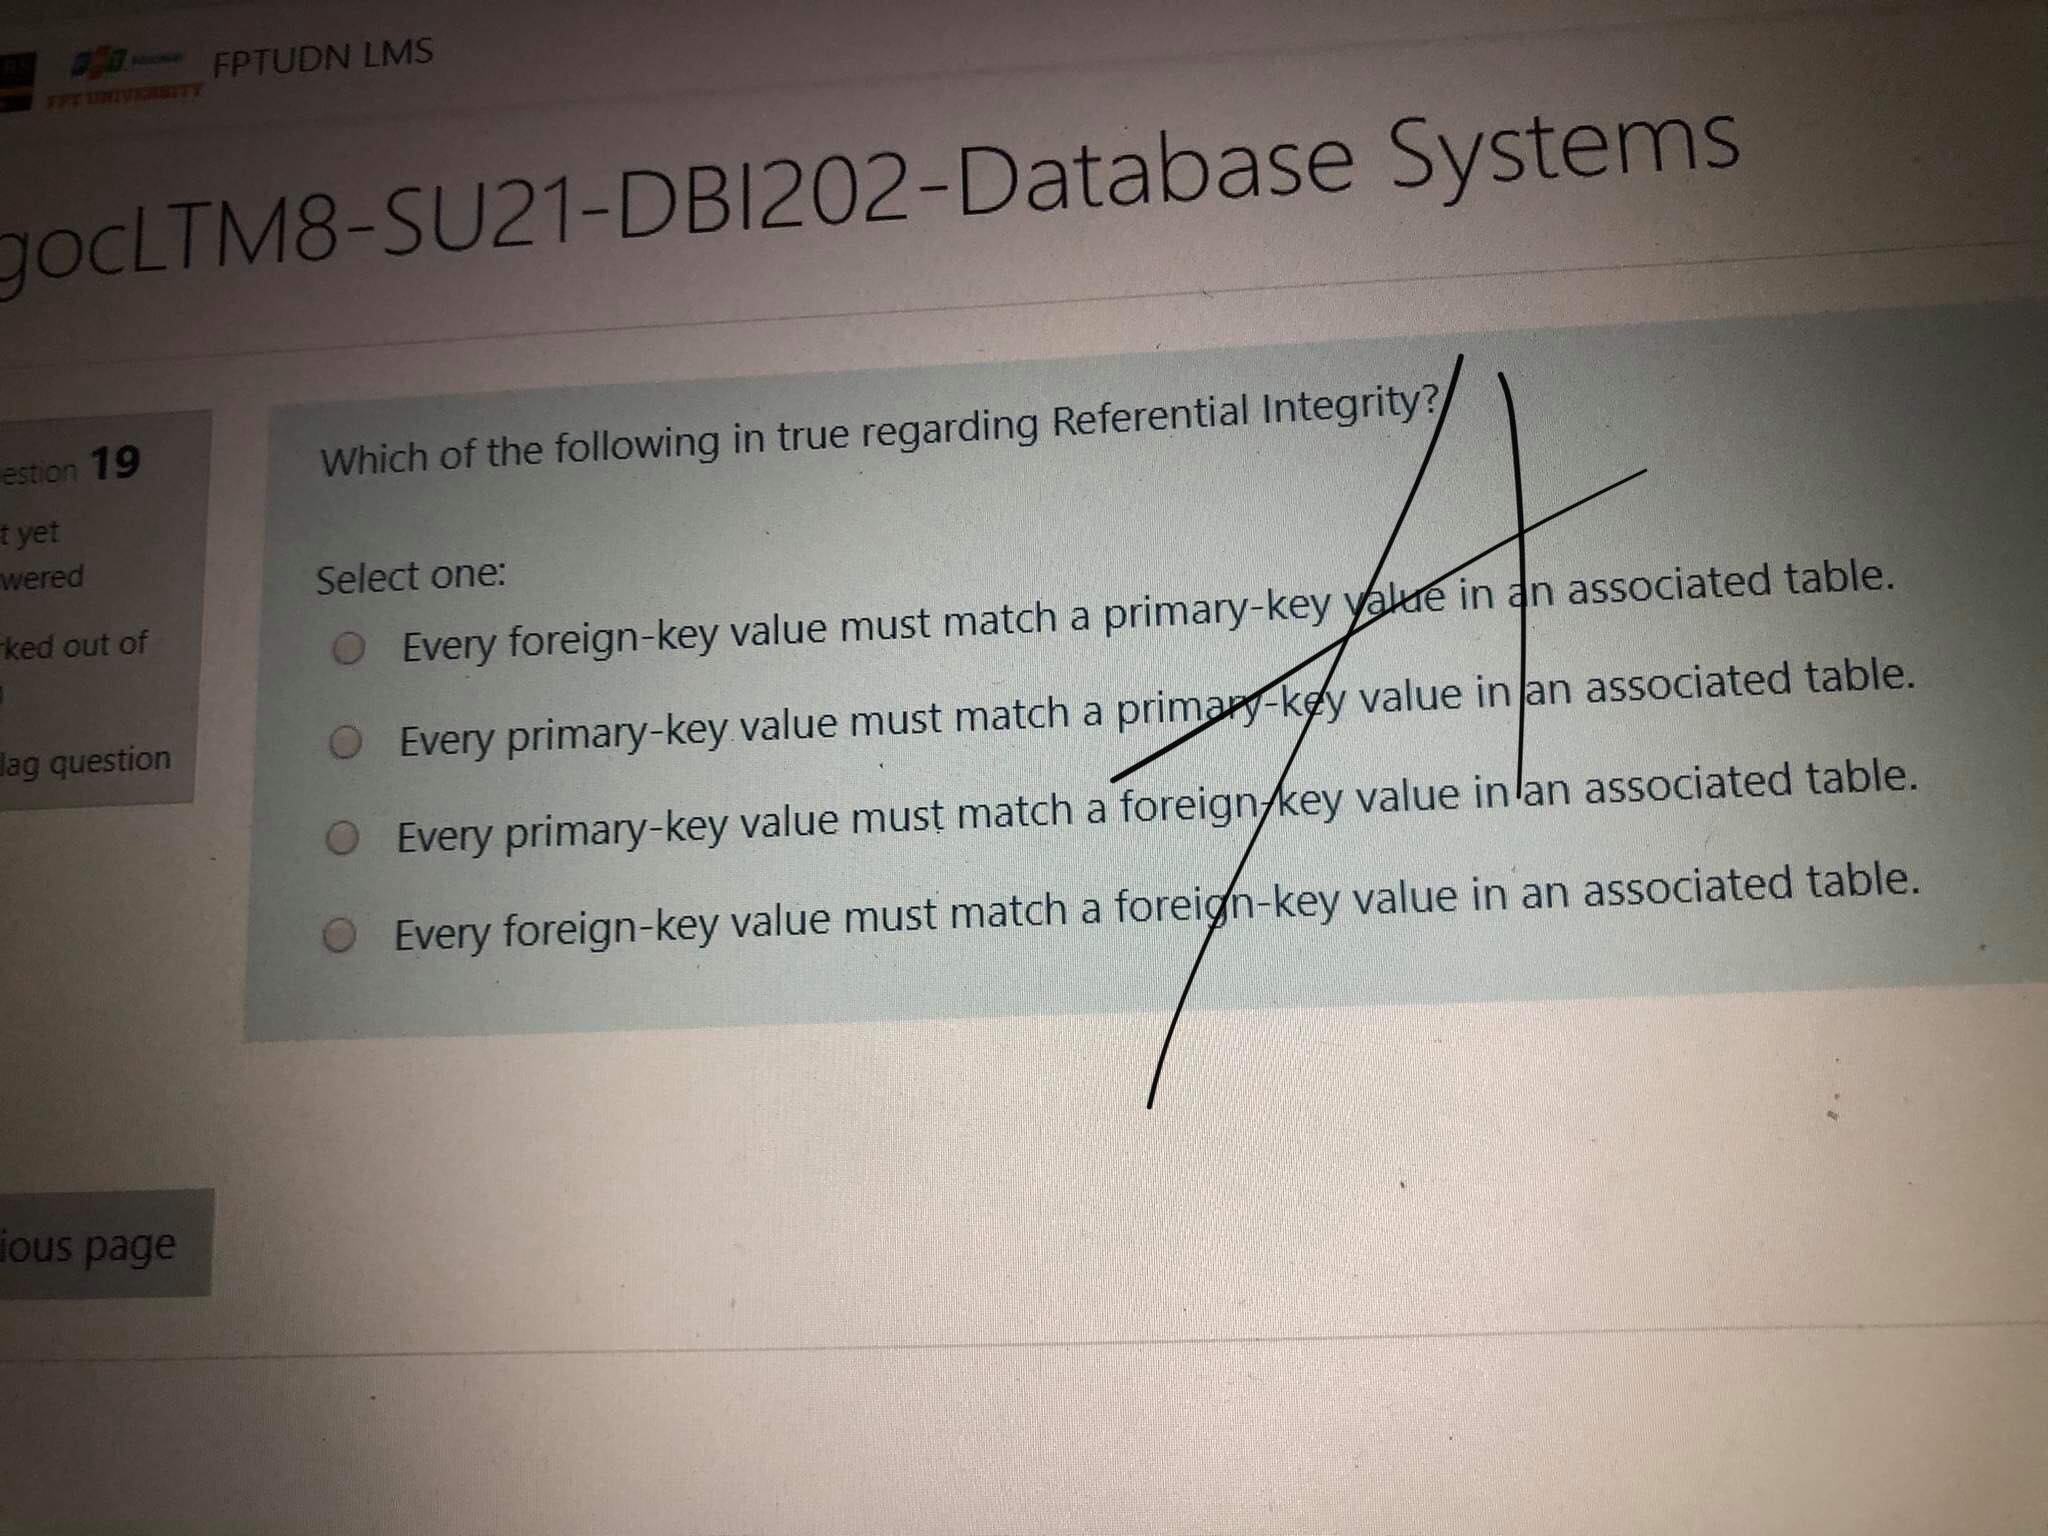 FPT UNIVERSITY
FPTUDN LMS
gocLTM8-SU21-DBI202-Database Systems
estion 19
t yet
wered
rked out of
lag question
Which of the following in true regarding Referential Integrity?
Select one:
Every foreign-key value must match a primary-key value in an associated table.
Every primary-key value must match a primary-key value in an associated table.
Every primary-key value must match a foreign-key value in an associated table.
Every foreign-key value must match a foreign-key value in an associated table.
A
ious page